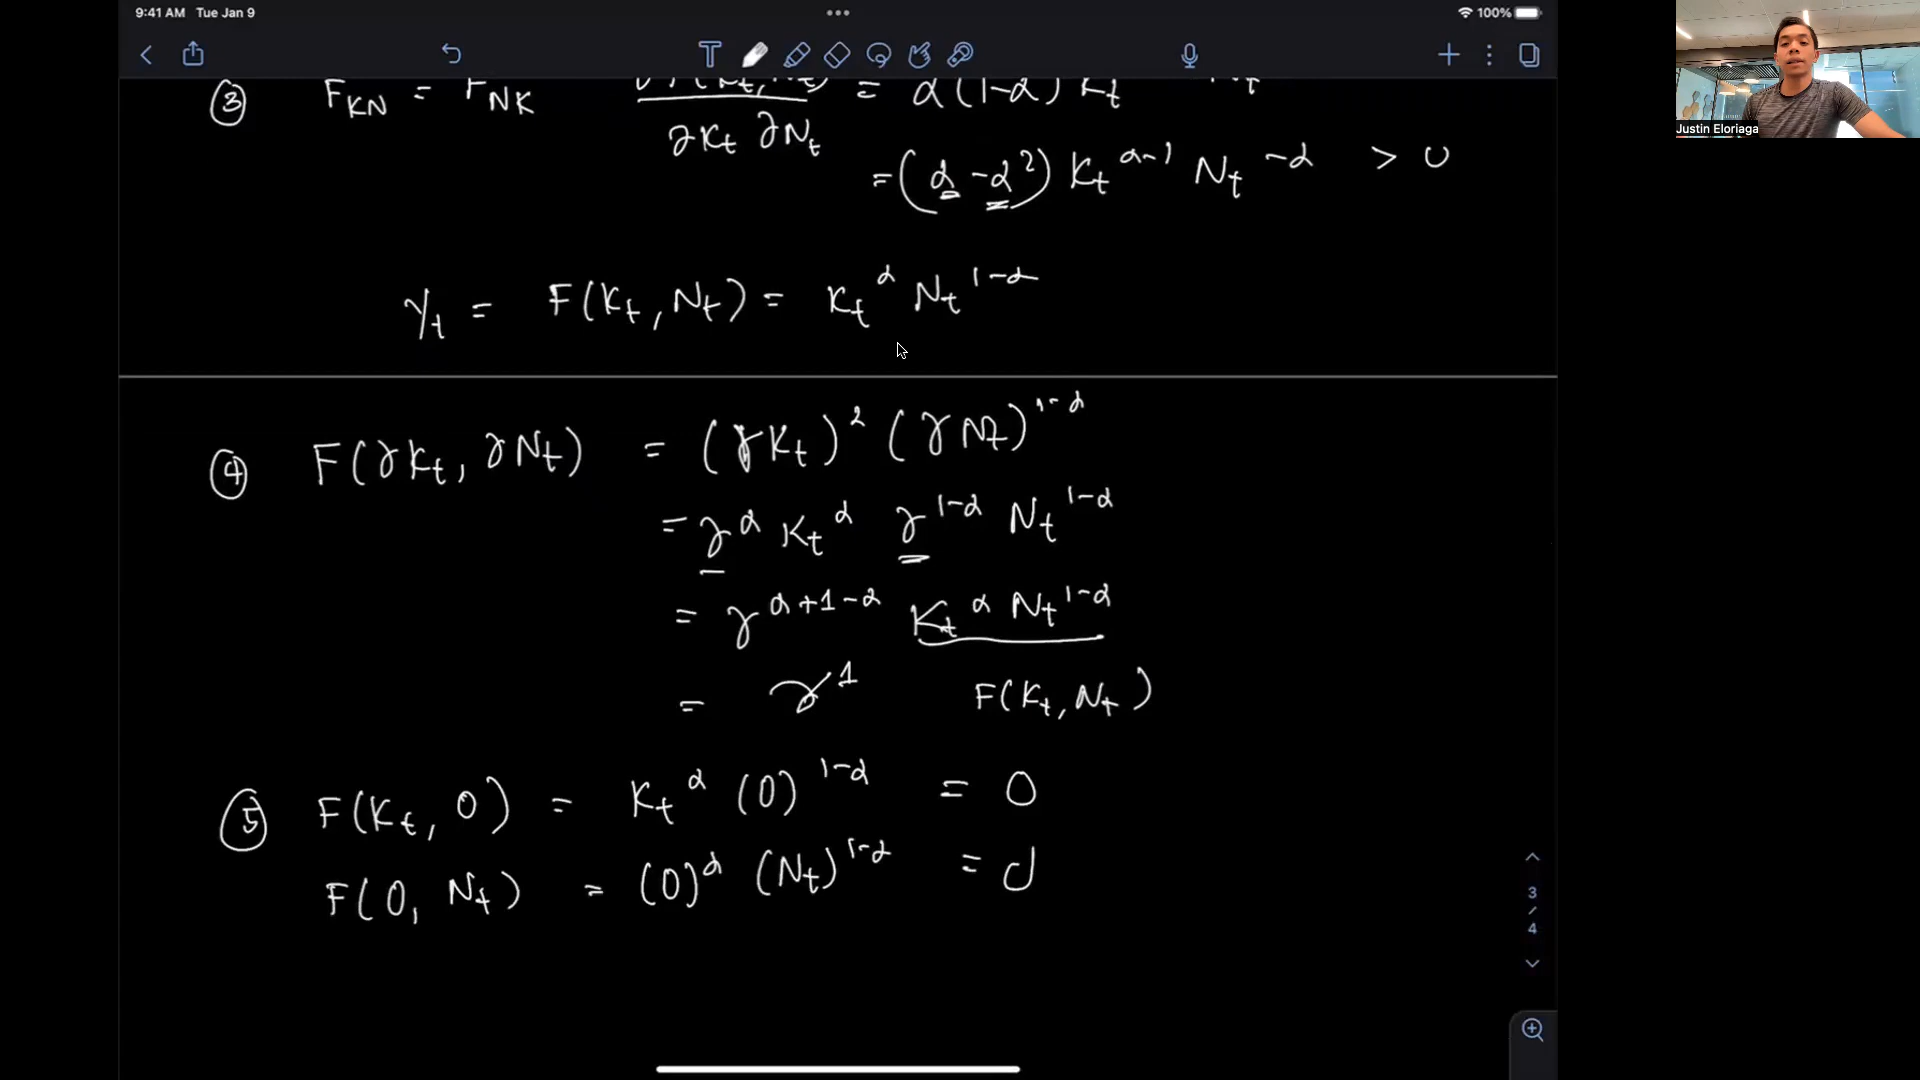 9:41 AM Tue Jan 9
100%
Justin Eloriaga
③ F_KN = F_NK ∂K_t ∂N_t = α(1-α) K_t N_t
= (α - α²) K_t^{α-1} N_t^{-α} > 0
Y_t = F(K_t, N_t) = K_t^α N_t^{1-α}
④ F(γK_t, γN_t) = (γK_t)^α (γN_t)^{1-α}
= γ^α K_t^α γ^{1-α} N_t^{1-α}
= γ^{α+1-α} K_t^α N_t^{1-α}
= γ^1 F(K_t, N_t)
⑤ F(K_t, 0) = K_t^α (0)^{1-α} = 0
F(0, N_t) = (0)^α (N_t)^{1-α} = 0
3
/
4